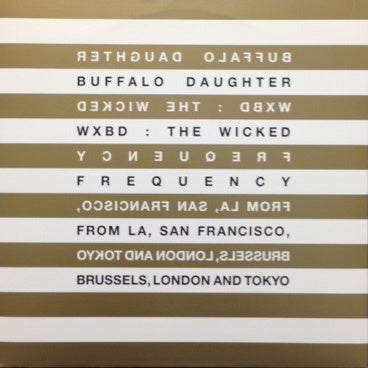 BUFFALO DAUGHTER
BUFFALO DAUGHTER
WXBD : THE WICKED
WXBD : THE WICKED
FREQUENCY
FREQUENCY
FROM LA, SAN FRANCISCO,
FROM LA, SAN FRANCISCO,
BRUSSELS, LONDON AND TOKYO
BRUSSELS, LONDON AND TOKYO